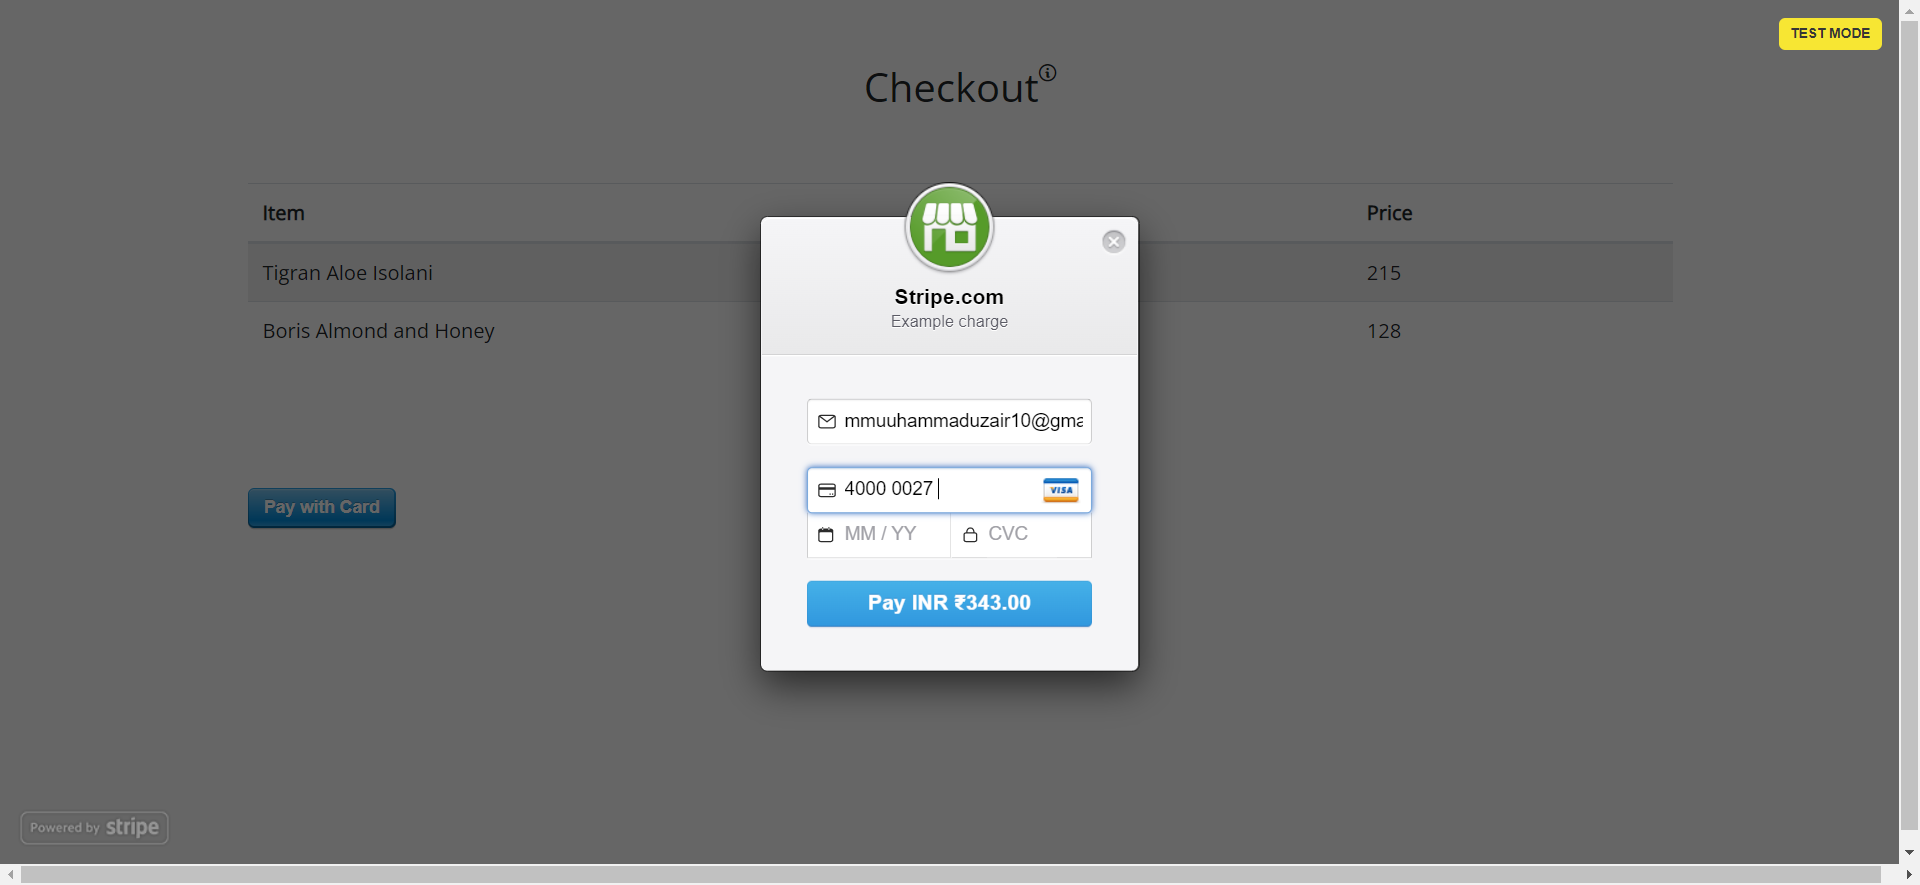 TEST MODE
Checkout
Item Price
Tigran Aloe Isolani 215
Boris Almond and Honey 128
Stripe.com
Example charge
mmuuhammaduzair10@gma
4000 0027
VISA
MM / YY CVC
Pay INR ₹343.00
Pay with Card
Powered by stripe